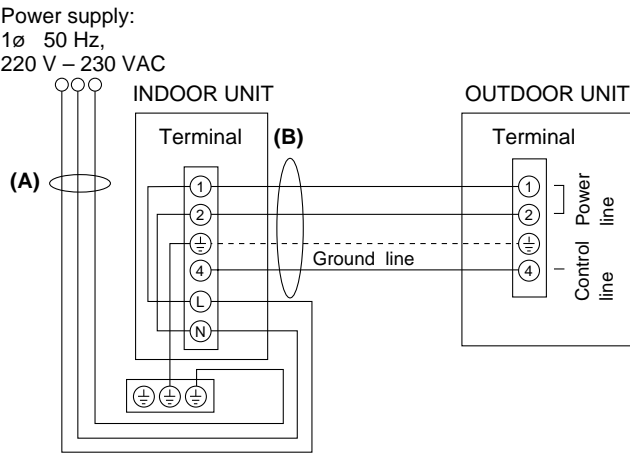 Power supply:
1ø 50 Hz,
220 V – 230 VAC
INDOOR UNIT
OUTDOOR UNIT
Terminal
(B)
Terminal
(A)
1
2
4
L
N
Ground line
1
2
4
Power
line
Control
line